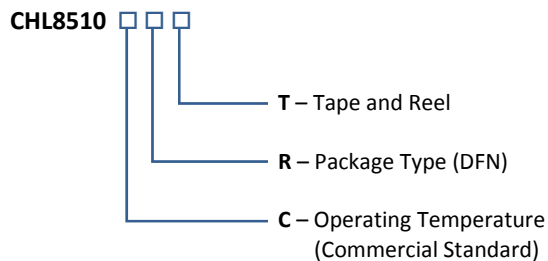 CHL8510
T – Tape and Reel
R – Package Type (DFN)
C – Operating Temperature
(Commercial Standard)